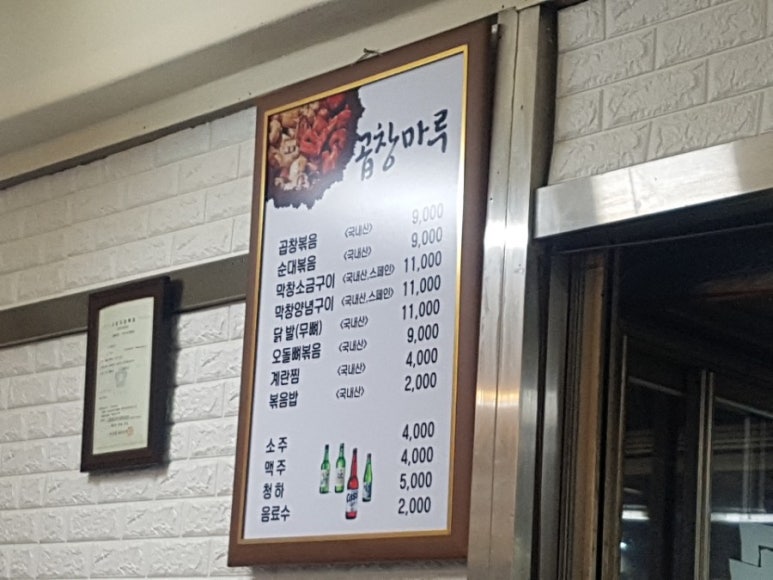 곱창마루
곱창볶음 <국내산> 9,000
순대볶음 <국내산> 9,000
막창소금구이 <국내산,스페인> 11,000
막창양념구이 <국내산,스페인> 11,000
닭발(무뼈) <국내산> 11,000
오돌뼈볶음 <국내산> 9,000
계란찜 <국내산> 4,000
볶음밥 <국내산> 2,000
소주 4,000
맥주 4,000
청하 5,000
음료수 2,000